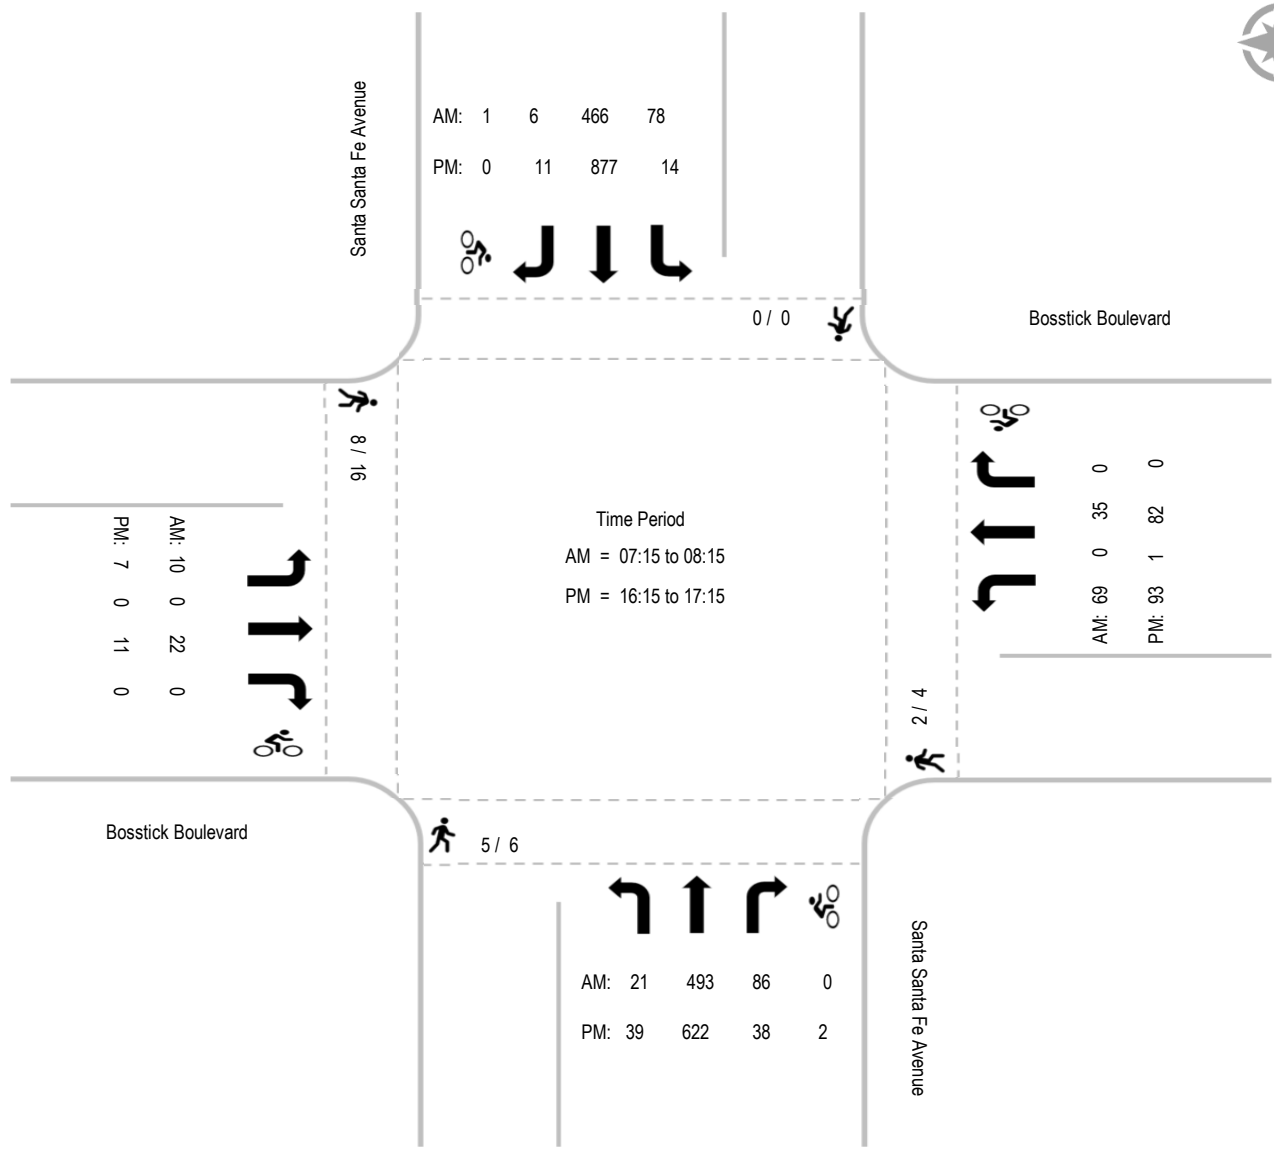 Santa Santa Fe Avenue
AM: 1 6 466 78
PM: 0 11 877 14
0 / 0
Bosstick Boulevard
8 / 16
Time Period
AM = 07:15 to 08:15
PM = 16:15 to 17:15
AM: 10 0 22 0
PM: 7 0 11 0
AM: 69 0 35 0
PM: 93 1 82 0
2 / 4
Bosstick Boulevard
5 / 6
AM: 21 493 86 0
PM: 39 622 38 2
Santa Santa Fe Avenue